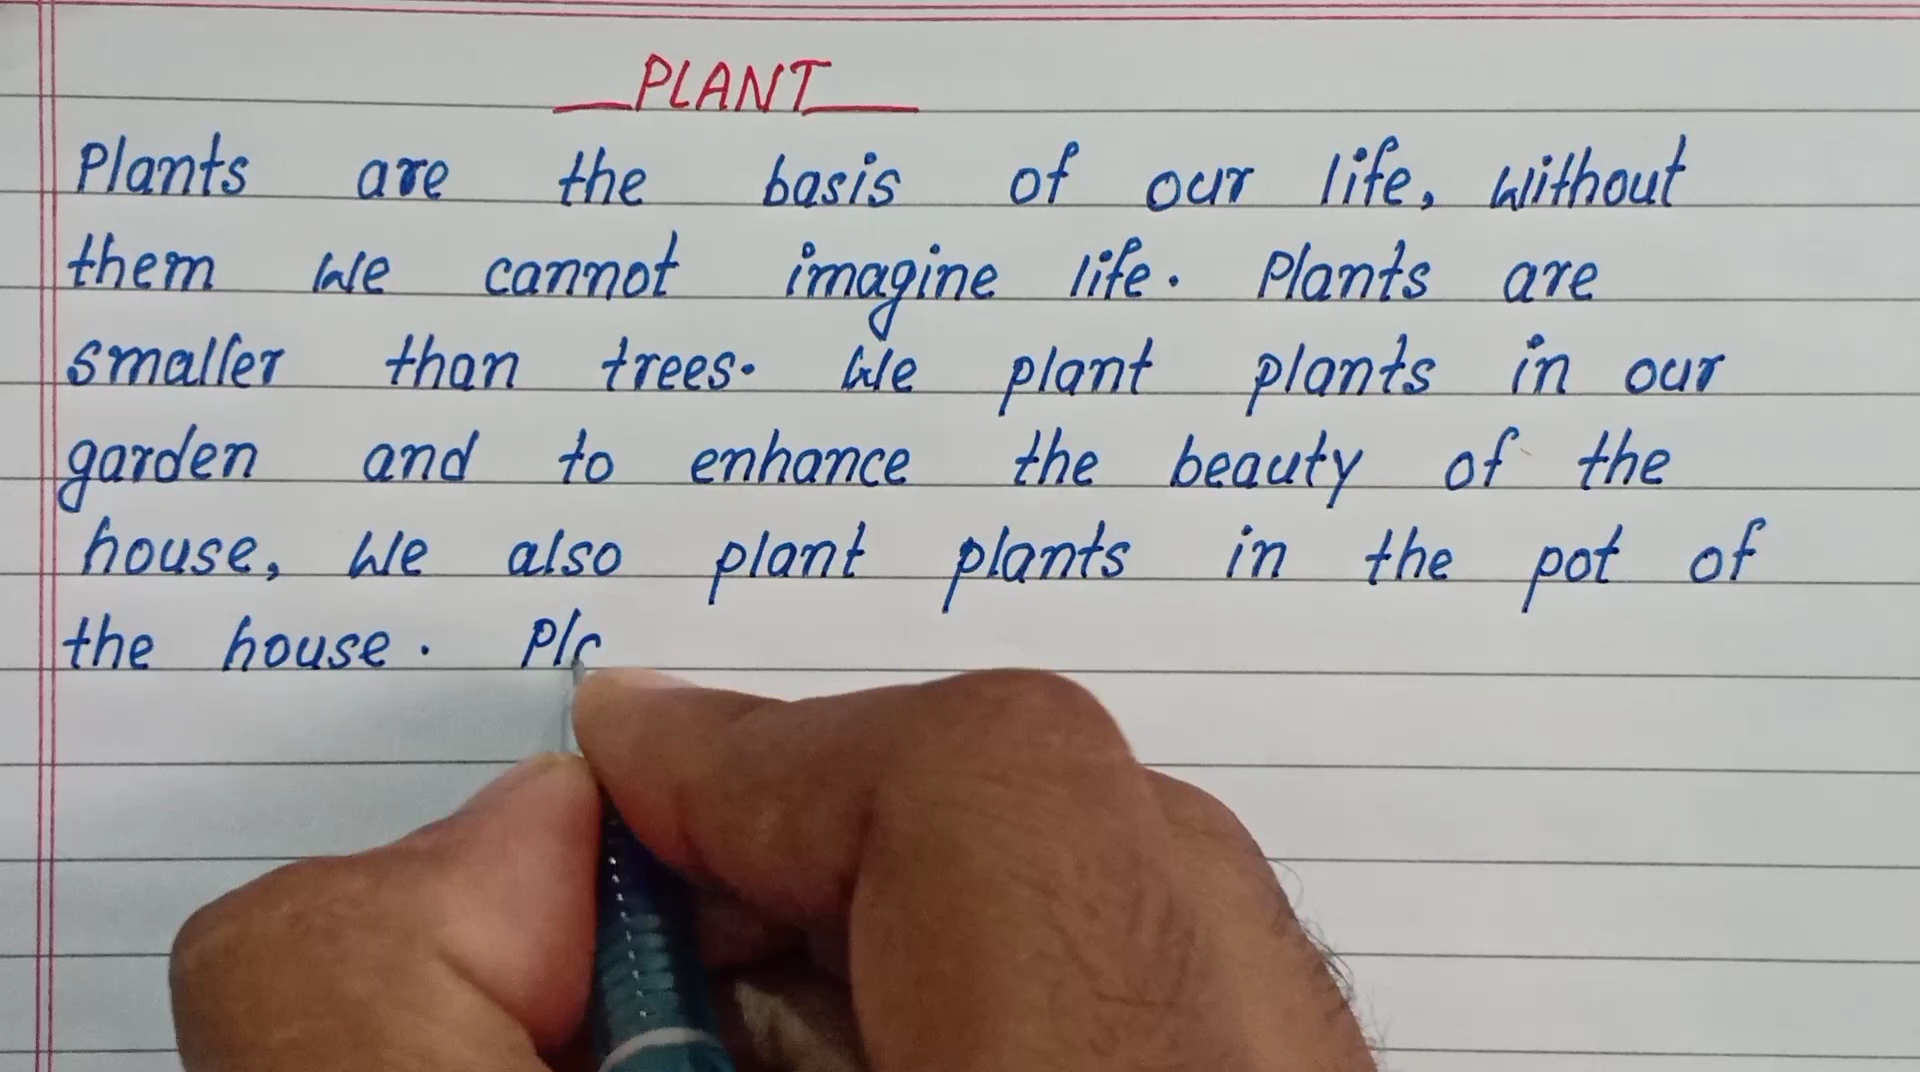 PLANT
Plants are the basis of our life, without
them we cannot imagine life. Plants are
smaller than trees. We plant plants in our
garden and to enhance the beauty of the
house, we also plant plants in the pot of
the house.